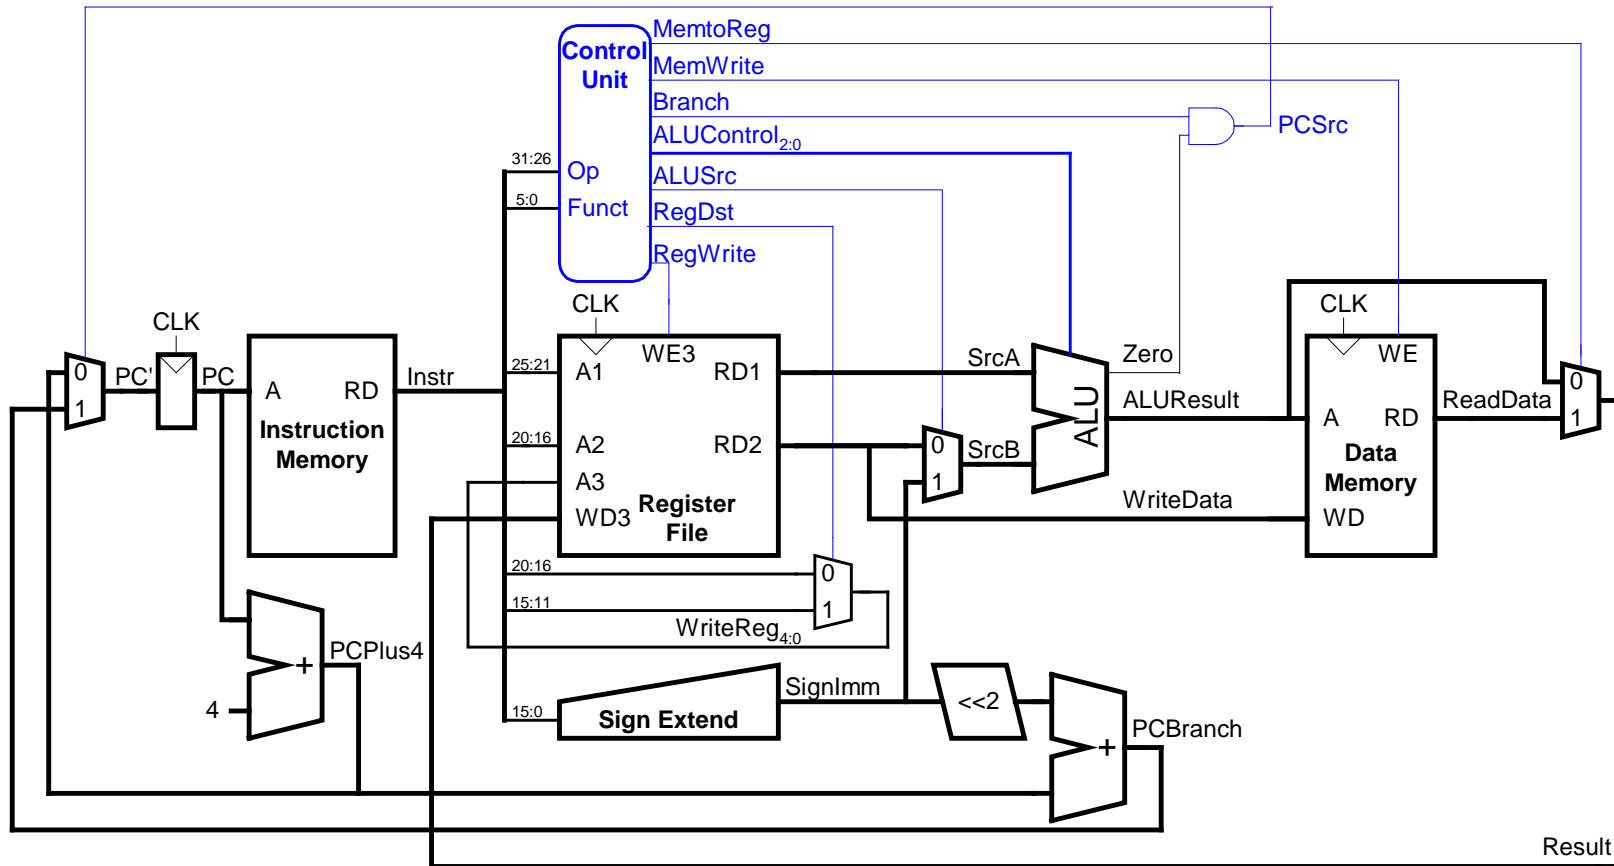 MemtoReg
Control
Unit
MemWrite
Branch
PCSrc
ALUControl2:0
31:26
Op
ALUSrc
5:0
Funct
RegDst
RegWrite
CLK
CLK
CLK
0
PC'
PC
1
A
RD
Instr
Instruction
Memory
25:21
A1
WE3
RD1
SrcA
20:16
A2
RD2
A3
WD3
Register
File
0
1
SrcB
ALU
Zero
ALUResult
WriteData
WE
A
RD
Data
Memory
WD
ReadData
0
1
20:16
0
15:11
1
WriteReg4:0
PCPlus4
+
4
SignImm
15:0
Sign Extend
<<2
+
PCBranch
Result